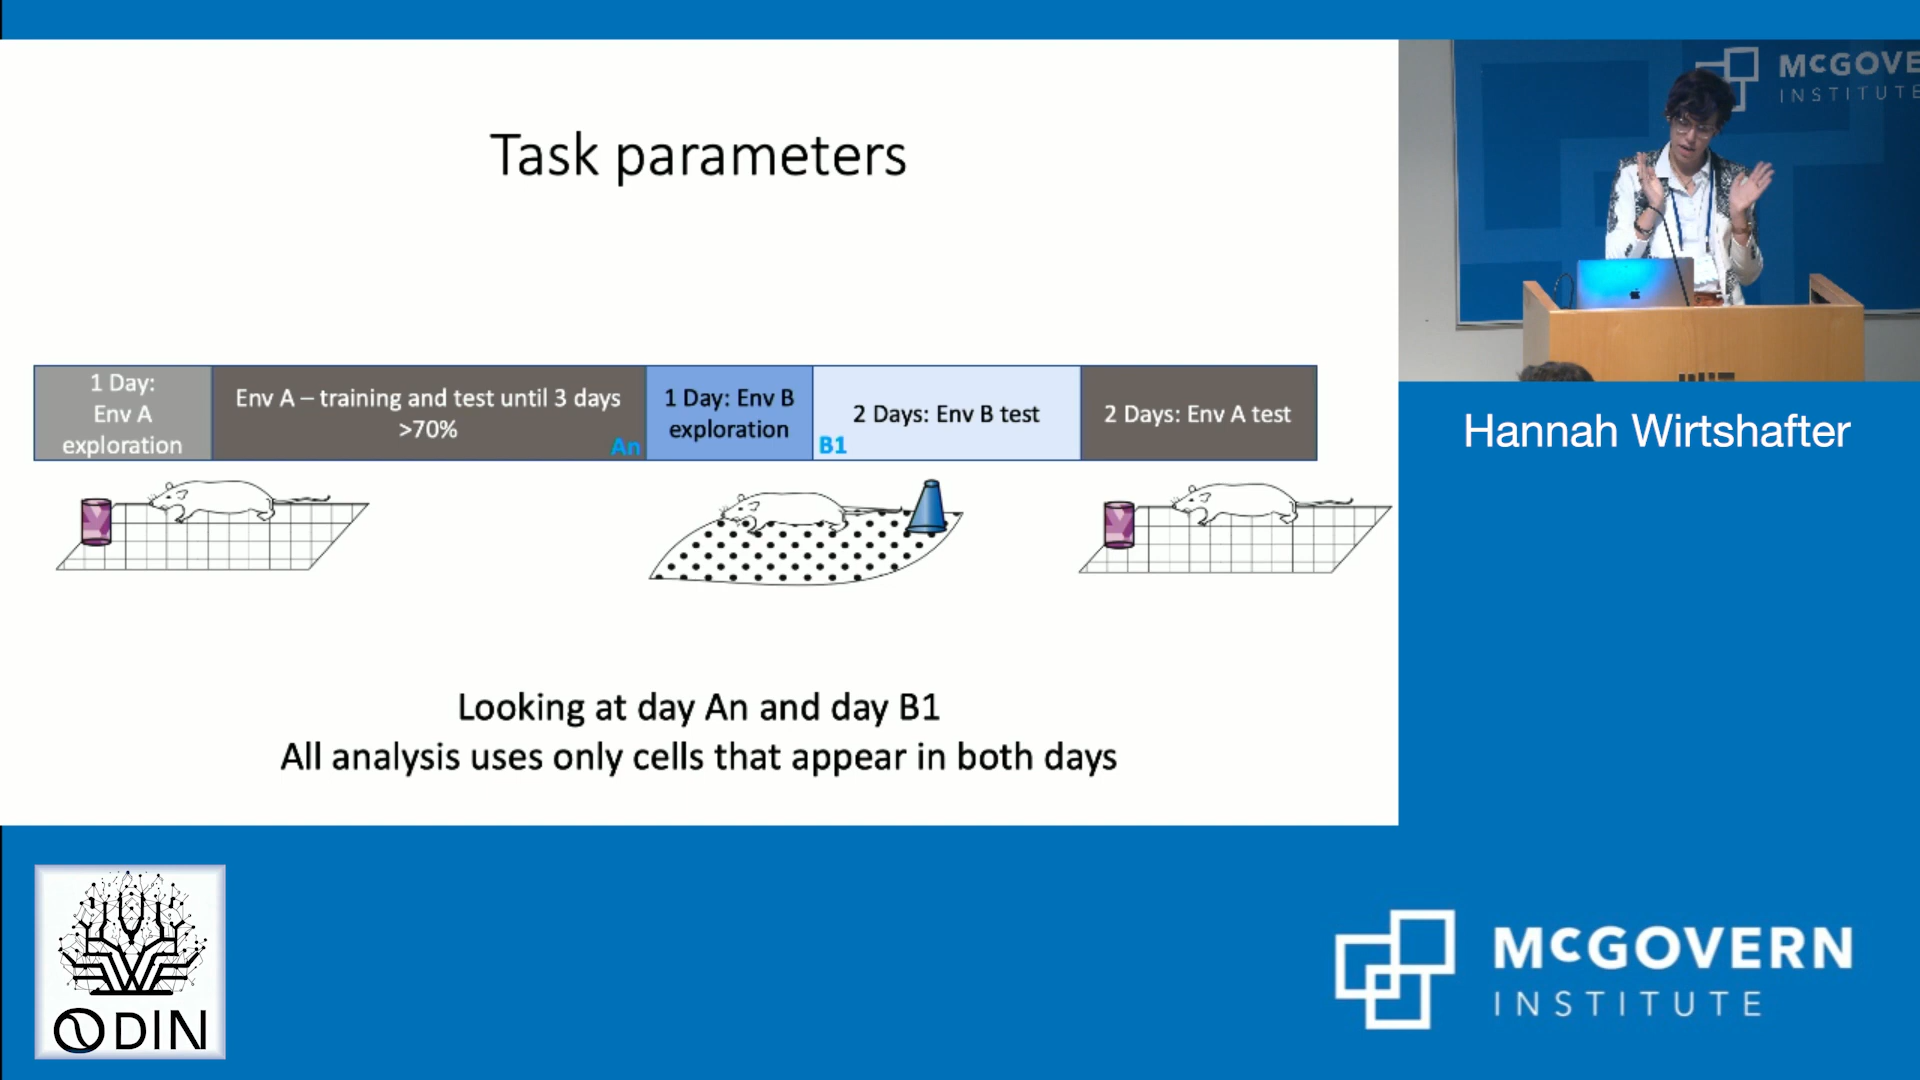 Task parameters
MCGOVE
INSTITUTE
1 Day:
Env A
exploration
Env A – training and test until 3 days
>70%
An
1 Day: Env B
exploration
2 Days: Env B test
B1
2 Days: Env A test
Hannah Wirtshafter
Looking at day An and day B1
All analysis uses only cells that appear in both days
ODIN
MCGOVERN
INSTITUTE